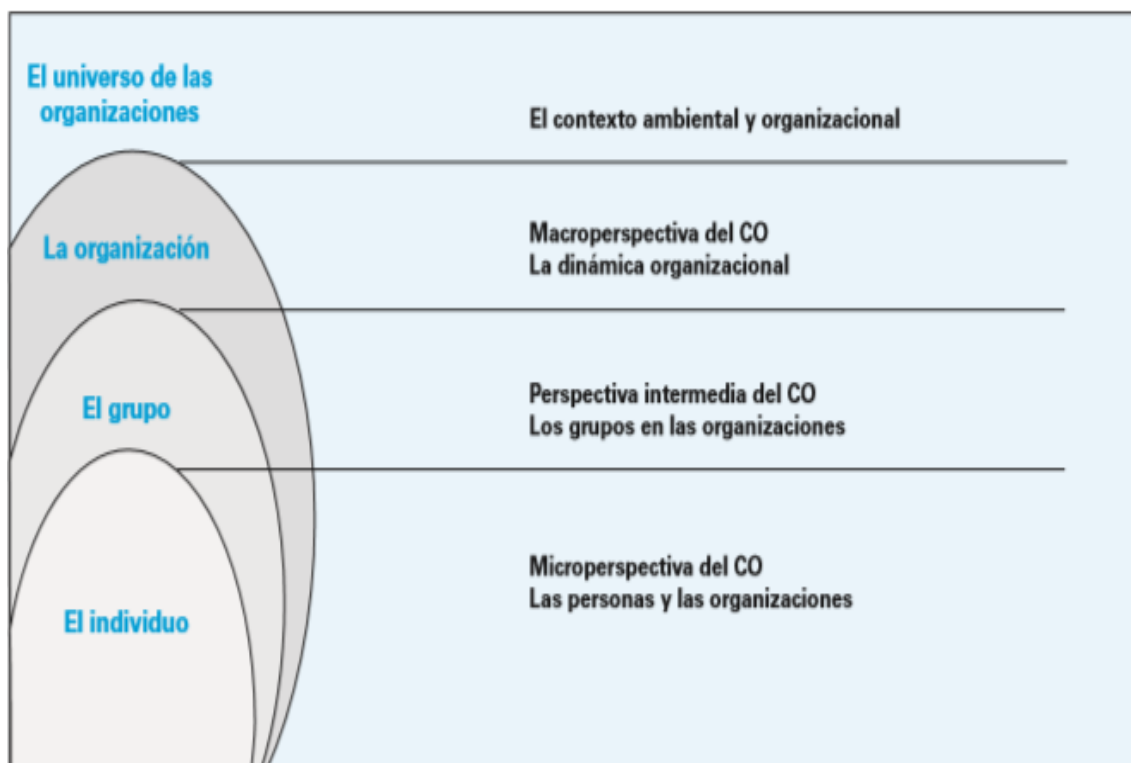 El universo de las
organizaciones
El contexto ambiental y organizacional
La organización
Macroperspectiva del CO
La dinámica organizacional
El grupo
Perspectiva intermedia del CO
Los grupos en las organizaciones
El individuo
Microperspectiva del CO
Las personas y las organizaciones